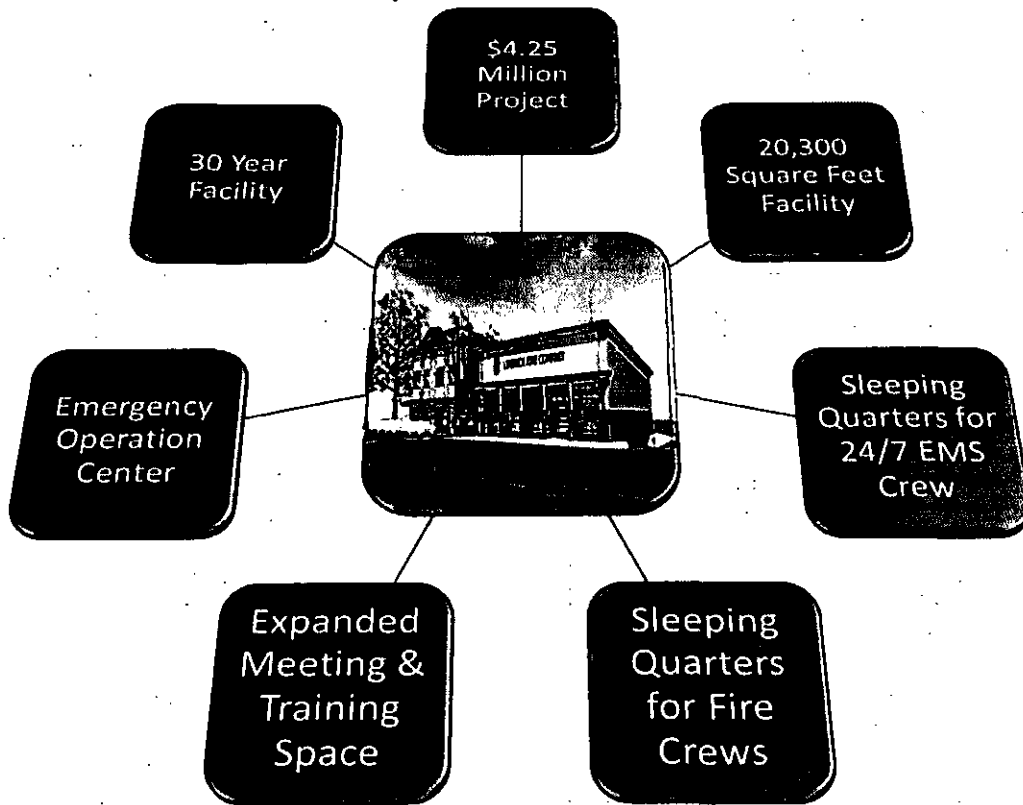 $4.25
Million
Project
20,300
Square Feet
Facility
Sleeping
Quarters for
24/7 EMS
Crew
Sleeping
Quarters
for Fire
Crews
Expanded
Meeting &
Training
Space
Emergency
Operation
Center
30 Year
Facility